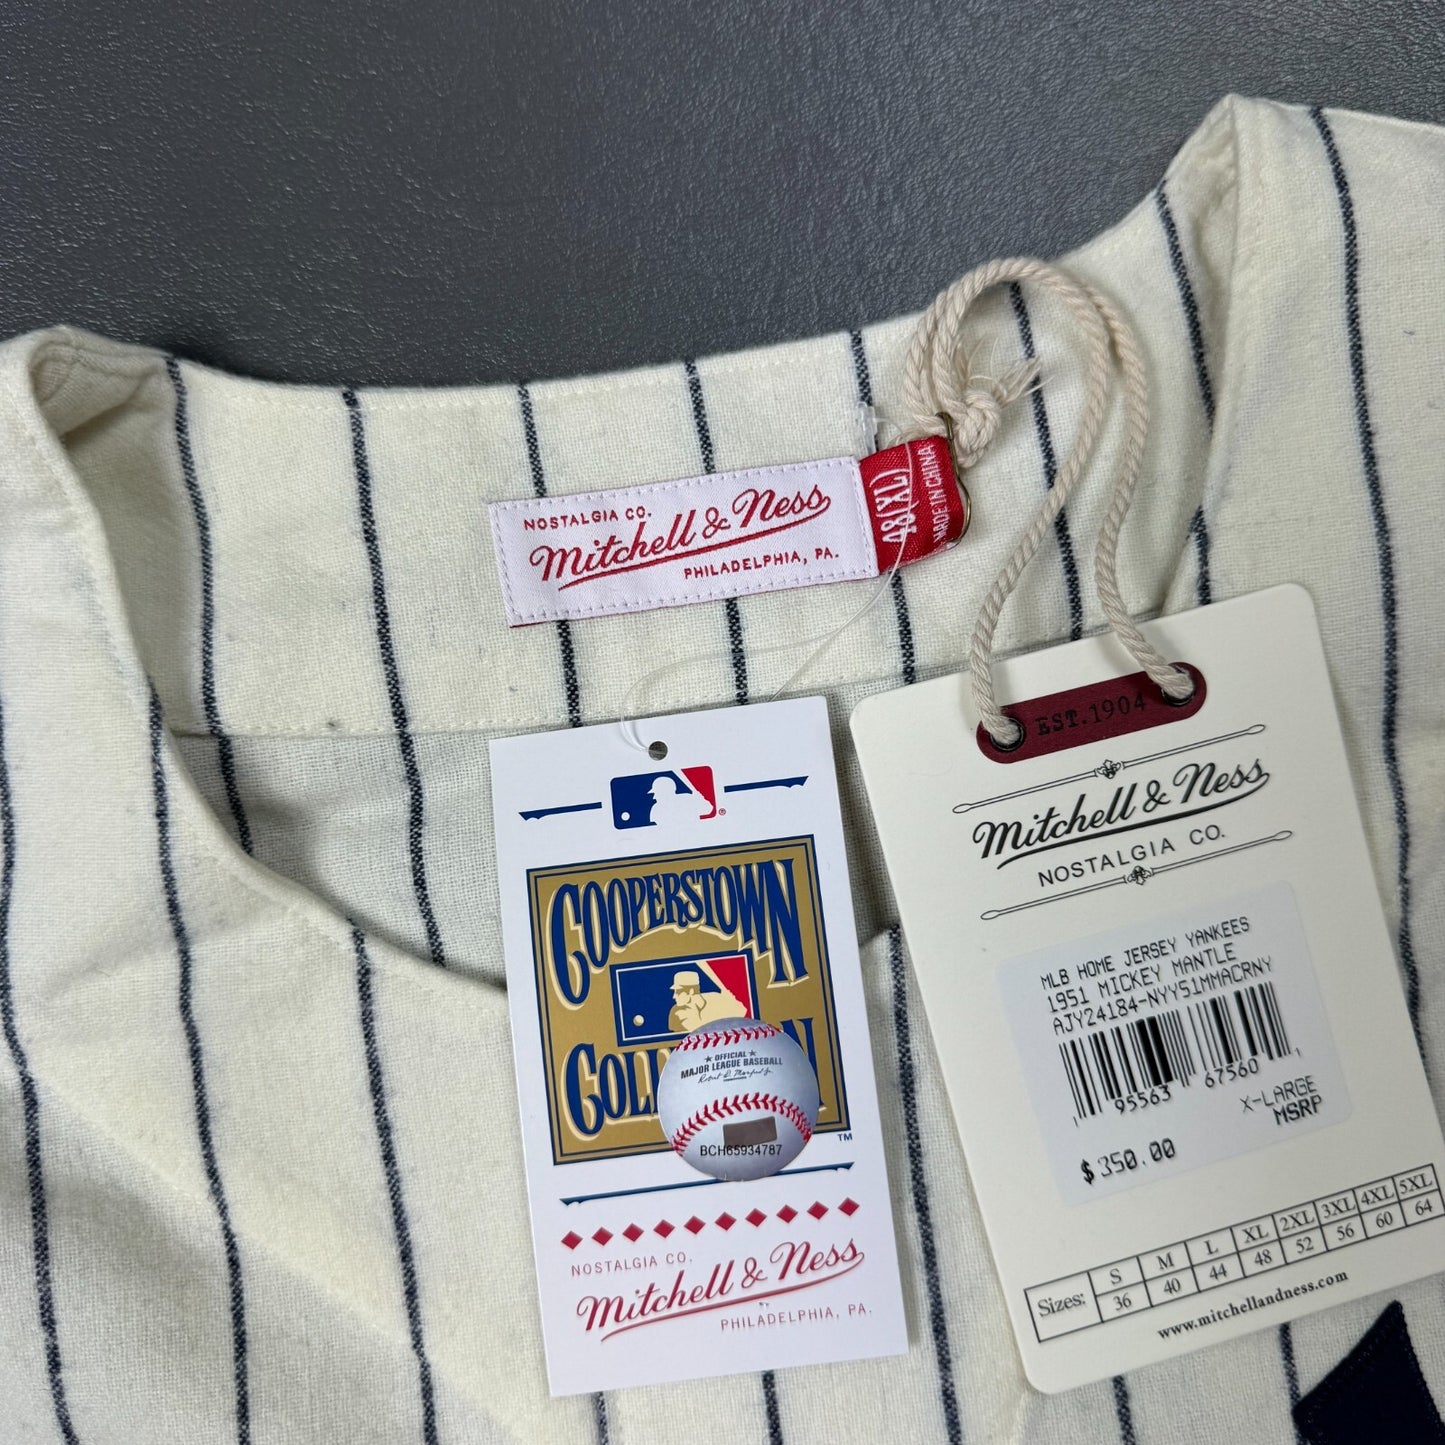 NOSTALGIA CO.
Mitchell & Ness
PHILADELPHIA, PA.
48(XL)
MADE IN CHINA
EST. 1904
Mitchell & Ness
NOSTALGIA CO.
MLB HOME JERSEY YANKEES
1951 MICKEY MANTLE
AJY24184-NYY51MMACRNY
95563 67560
X-LARGE
MSRP
$350.00
Sizes: S M L XL 2XL 3XL 4XL 5XL
36 40 44 48 52 56 60 64
www.mitchellandness.com
COOPERSTOWN
OFFICIAL
MAJOR LEAGUE BASEBALL
BCH65934787
TM
NOSTALGIA CO.
Mitchell & Ness
PHILADELPHIA, PA.